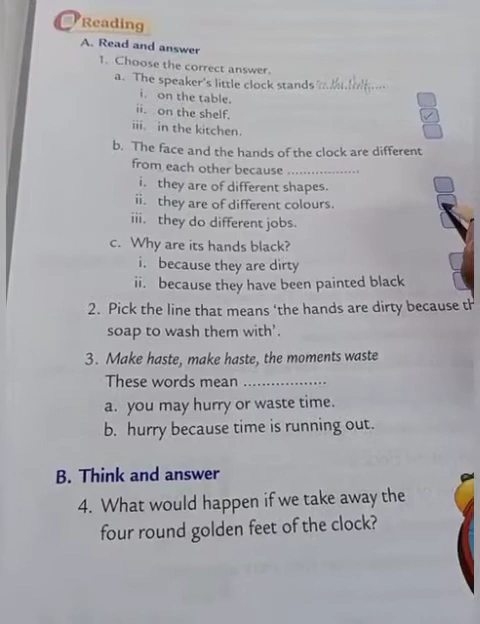 Reading
A. Read and answer
1. Choose the correct answer.
a. The speaker's little clock stands on the shelf....
i. on the table.
ii. on the shelf.
iii. in the kitchen.
b. The face and the hands of the clock are different
from each other because ..................
i. they are of different shapes.
ii. they are of different colours.
iii. they do different jobs.
c. Why are its hands black?
i. because they are dirty
ii. because they have been painted black
2. Pick the line that means 'the hands are dirty because
soap to wash them with'.
3. Make haste, make haste, the moments waste
These words mean ..................
a. you may hurry or waste time.
b. hurry because time is running out.
B. Think and answer
4. What would happen if we take away the
four round golden feet of the clock?